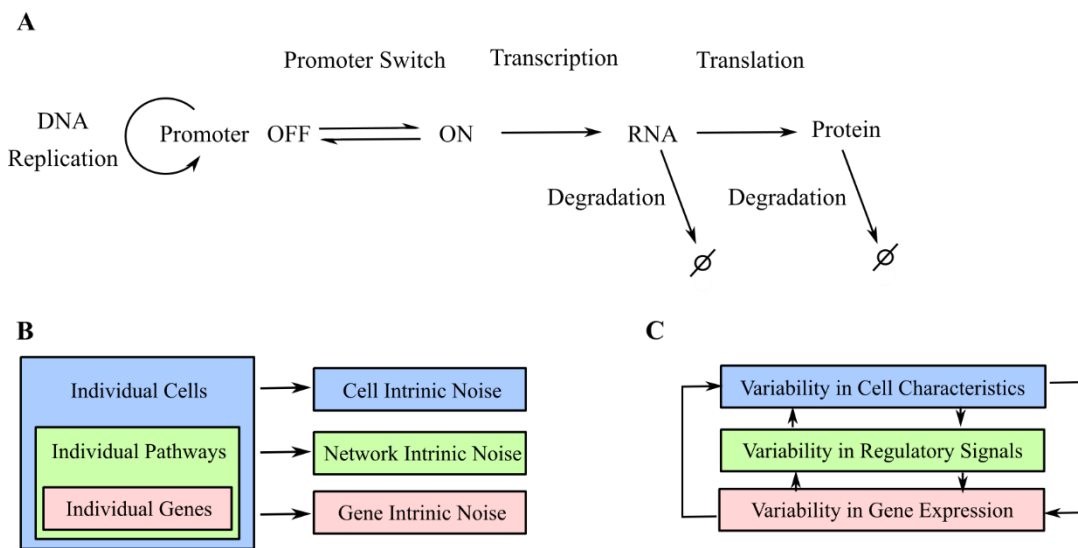 A
Promoter Switch
Transcription
Translation
DNA
Replication
Promoter
OFF
ON
RNA
Protein
Degradation
Degradation
B
Individual Cells
Cell Intrinsic Noise
Individual Pathways
Network Intrinsic Noise
Individual Genes
Gene Intrinsic Noise
C
Variability in Cell Characteristics
Variability in Regulatory Signals
Variability in Gene Expression